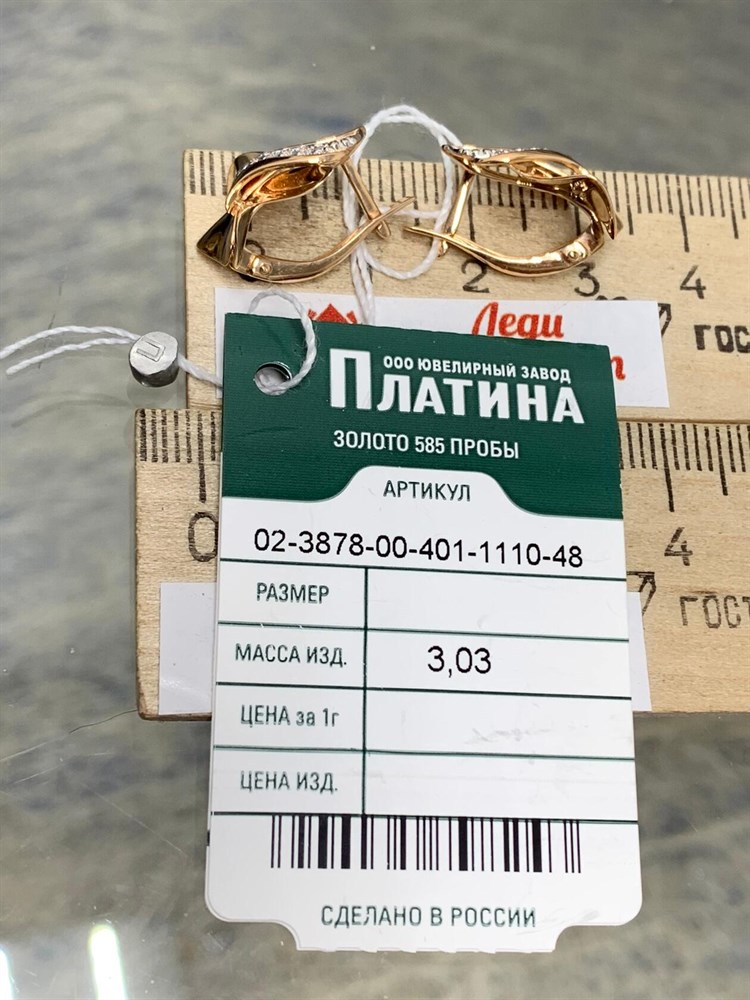 2 3 4
Леди
ГОСТ
ООО ЮВЕЛИРНЫЙ ЗАВОД
ПЛАТИНА
ЗОЛОТО 585 ПРОБЫ
АРТИКУЛ
02-3878-00-401-1110-48
0 4
РАЗМЕР
ГОСТ
МАССА ИЗД. 3,03
ЦЕНА за 1г
ЦЕНА ИЗД.
СДЕЛАНО В РОССИИ